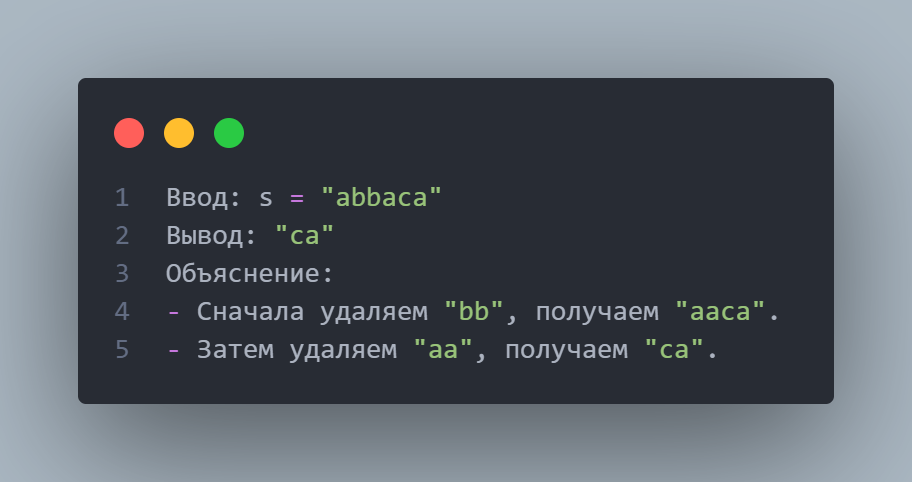 1 Ввод: s = "abbaca"
2 Вывод: "ca"
3 Объяснение:
4 - Сначала удаляем "bb", получаем "aaca".
5 - Затем удаляем "aa", получаем "ca".